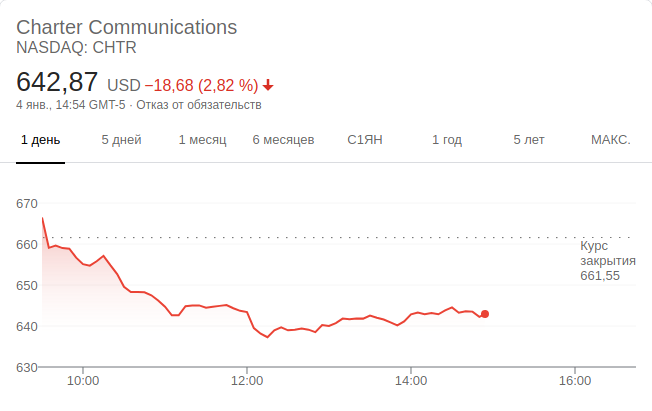 Charter Communications
NASDAQ: CHTR
642,87 USD −18,68 (2,82 %)
4 янв., 14:54 GMT-5 · Отказ от обязательств
1 день 5 дней 1 месяц 6 месяцев С1ЯН 1 год 5 лет МАКС.
670
660
650
640
630
Курс
закрытия
661,55
10:00 12:00 14:00 16:00